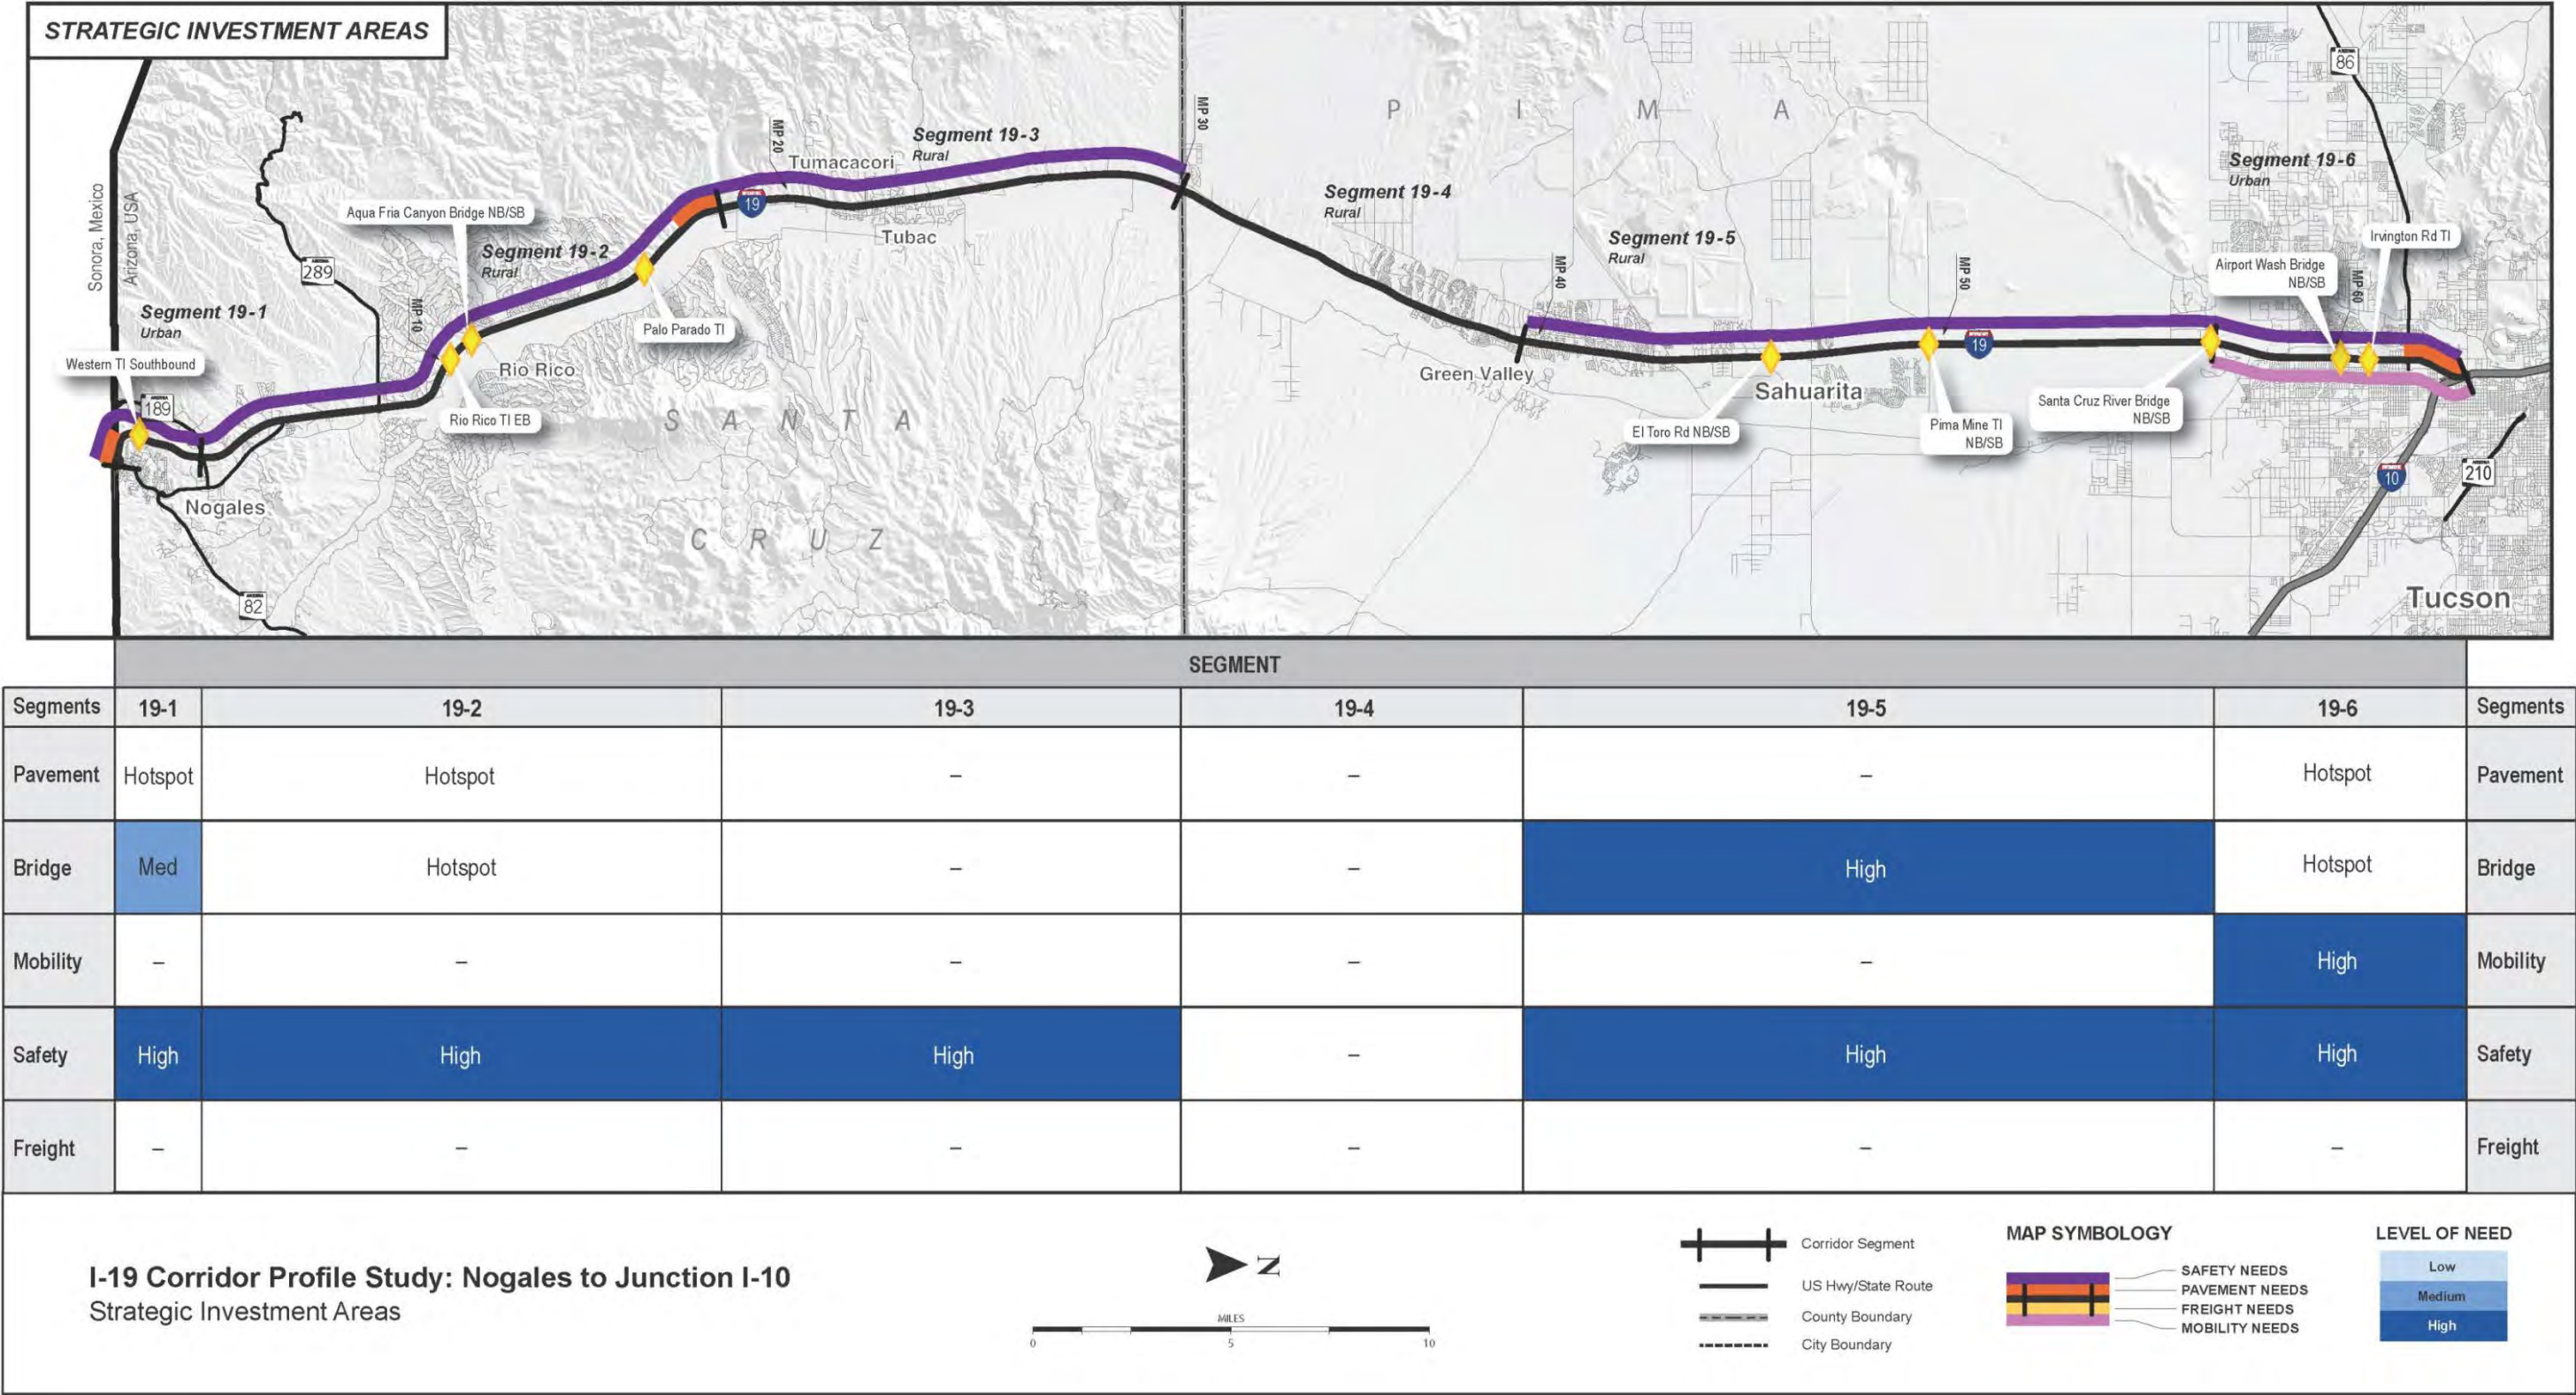 STRATEGIC INVESTMENT AREAS
Sonora, Mexico
Arizona, USA
Segment 19-1
Urban
Western TI Southbound
189
Nogales
82
289
Aqua Fria Canyon Bridge NB/SB
MP 10
Segment 19-2
Rural
Rio Rico
Rio Rico TI EB
Palo Parado TI
19
MP 20
Tumacacori
Tubac
Segment 19-3
Rural
SANTA
CRUZ
MP 30
PIMA
Segment 19-4
Rural
Green Valley
MP 40
Segment 19-5
Rural
El Toro Rd NB/SB
Sahuarita
MP 50
19
Pima Mine TI
NB/SB
Santa Cruz River Bridge
NB/SB
Segment 19-6
Urban
86
Airport Wash Bridge
NB/SB
MP 60
Irvington Rd TI
10
210
Tucson
SEGMENT
Segments 19-1 19-2 19-3 19-4 19-5 19-6 Segments
Pavement Hotspot Hotspot – – – Hotspot Pavement
Bridge Med Hotspot – – High Hotspot Bridge
Mobility – – – – – High Mobility
Safety High High High – High High Safety
Freight – – – – – – Freight
I-19 Corridor Profile Study: Nogales to Junction I-10
Strategic Investment Areas
N
MILES
0 5 10
Corridor Segment
US Hwy/State Route
County Boundary
City Boundary
MAP SYMBOLOGY
SAFETY NEEDS
PAVEMENT NEEDS
FREIGHT NEEDS
MOBILITY NEEDS
LEVEL OF NEED
Low
Medium
High